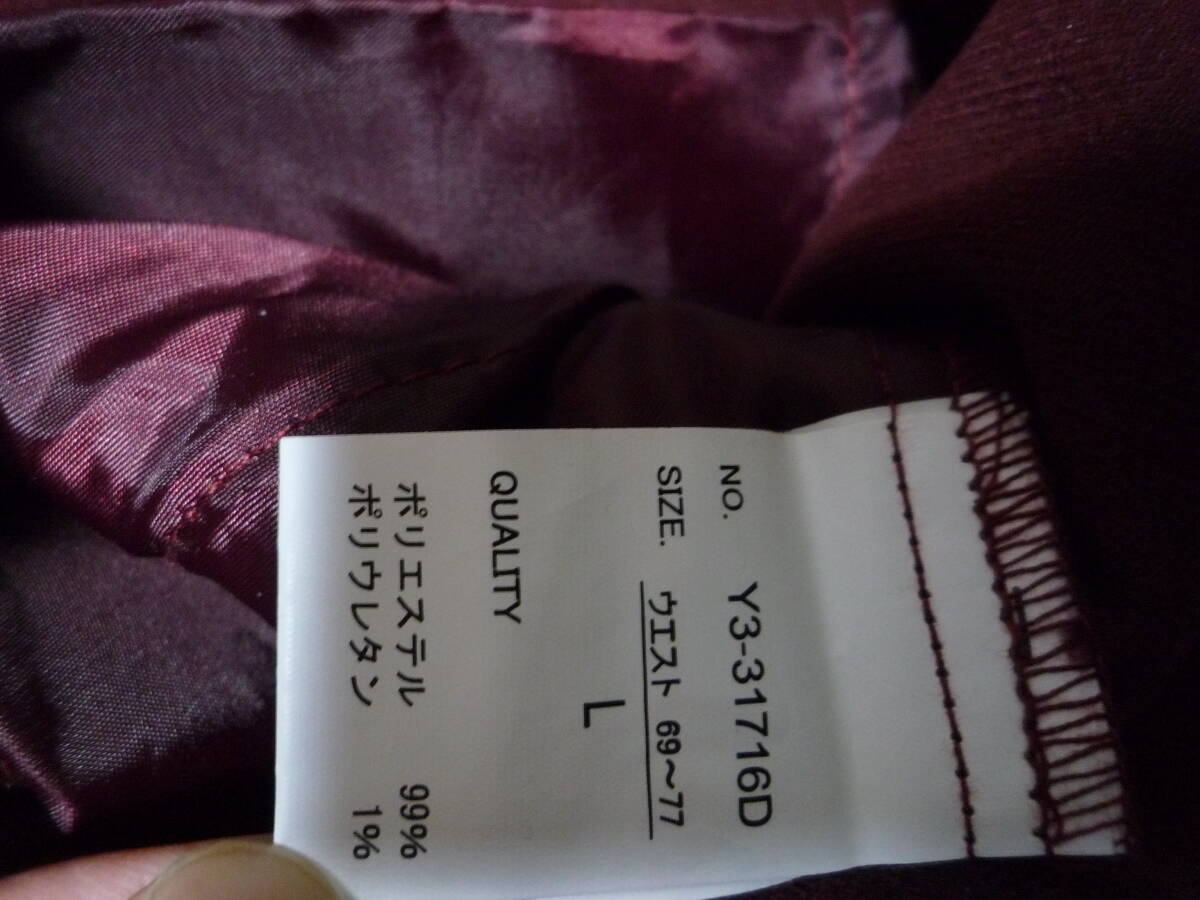 NO. Y3-31716D
SIZE. ウエスト 69～77
L
QUALITY
ポリエステル 99%
ポリウレタン 1%